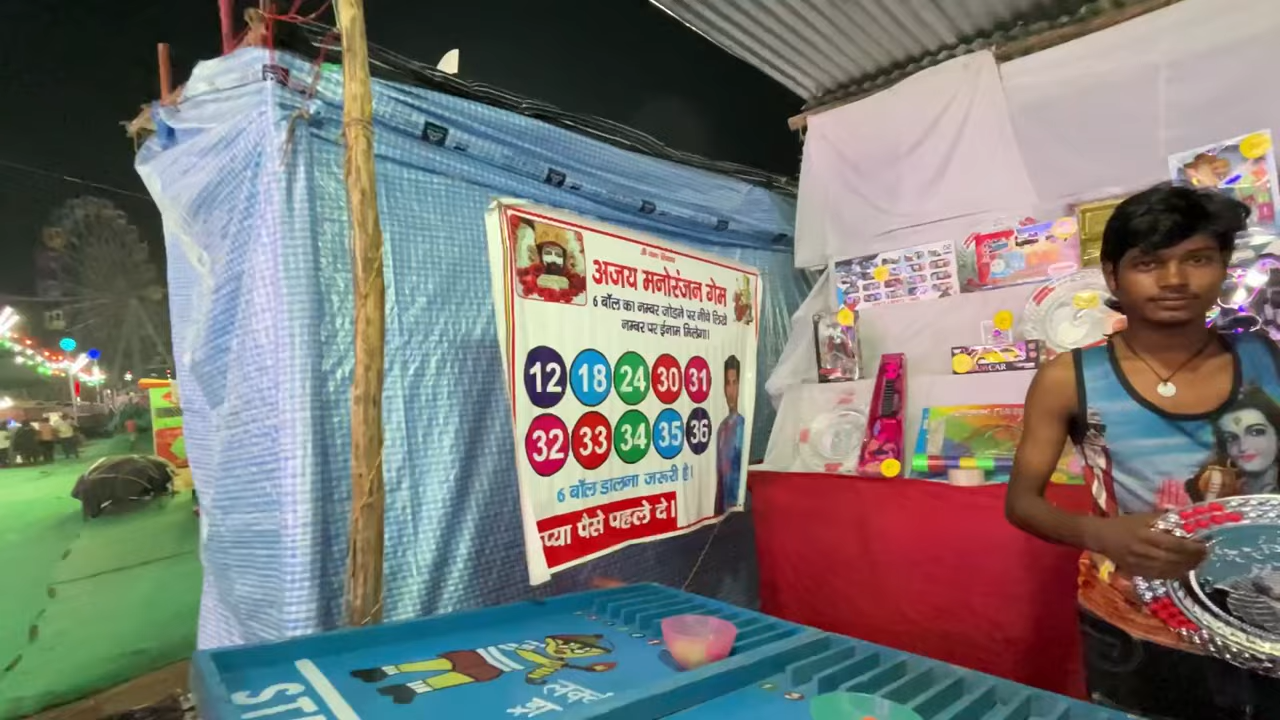 अजय मनोरंजन गेम
6 बॉल का नम्बर जोड़ने पर नीचे लिखे
नम्बर पर ईनाम मिलेगा।
12 18 24 30 31
32 33 34 35 36
6 बॉल डालना जरूरी है।
पैसे पहले दे।
CAR